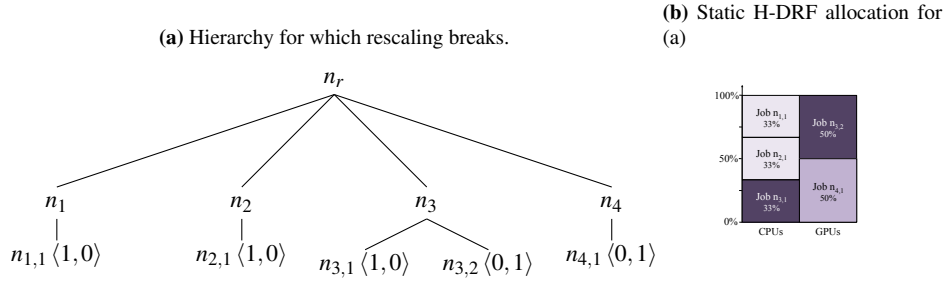 (b) Static H-DRF allocation for
(a)
(a) Hierarchy for which rescaling breaks.
n_r
n_1 n_2 n_3 n_4
n_{1,1} ⟨1,0⟩ n_{2,1} ⟨1,0⟩ n_{3,1} ⟨1,0⟩ n_{3,2} ⟨0,1⟩ n_{4,1} ⟨0,1⟩
100%
50%
0%
Job n_{1,1}
33%
Job n_{2,1}
33%
Job n_{3,1}
33%
Job n_{3,2}
50%
Job n_{4,1}
50%
CPUs GPUs